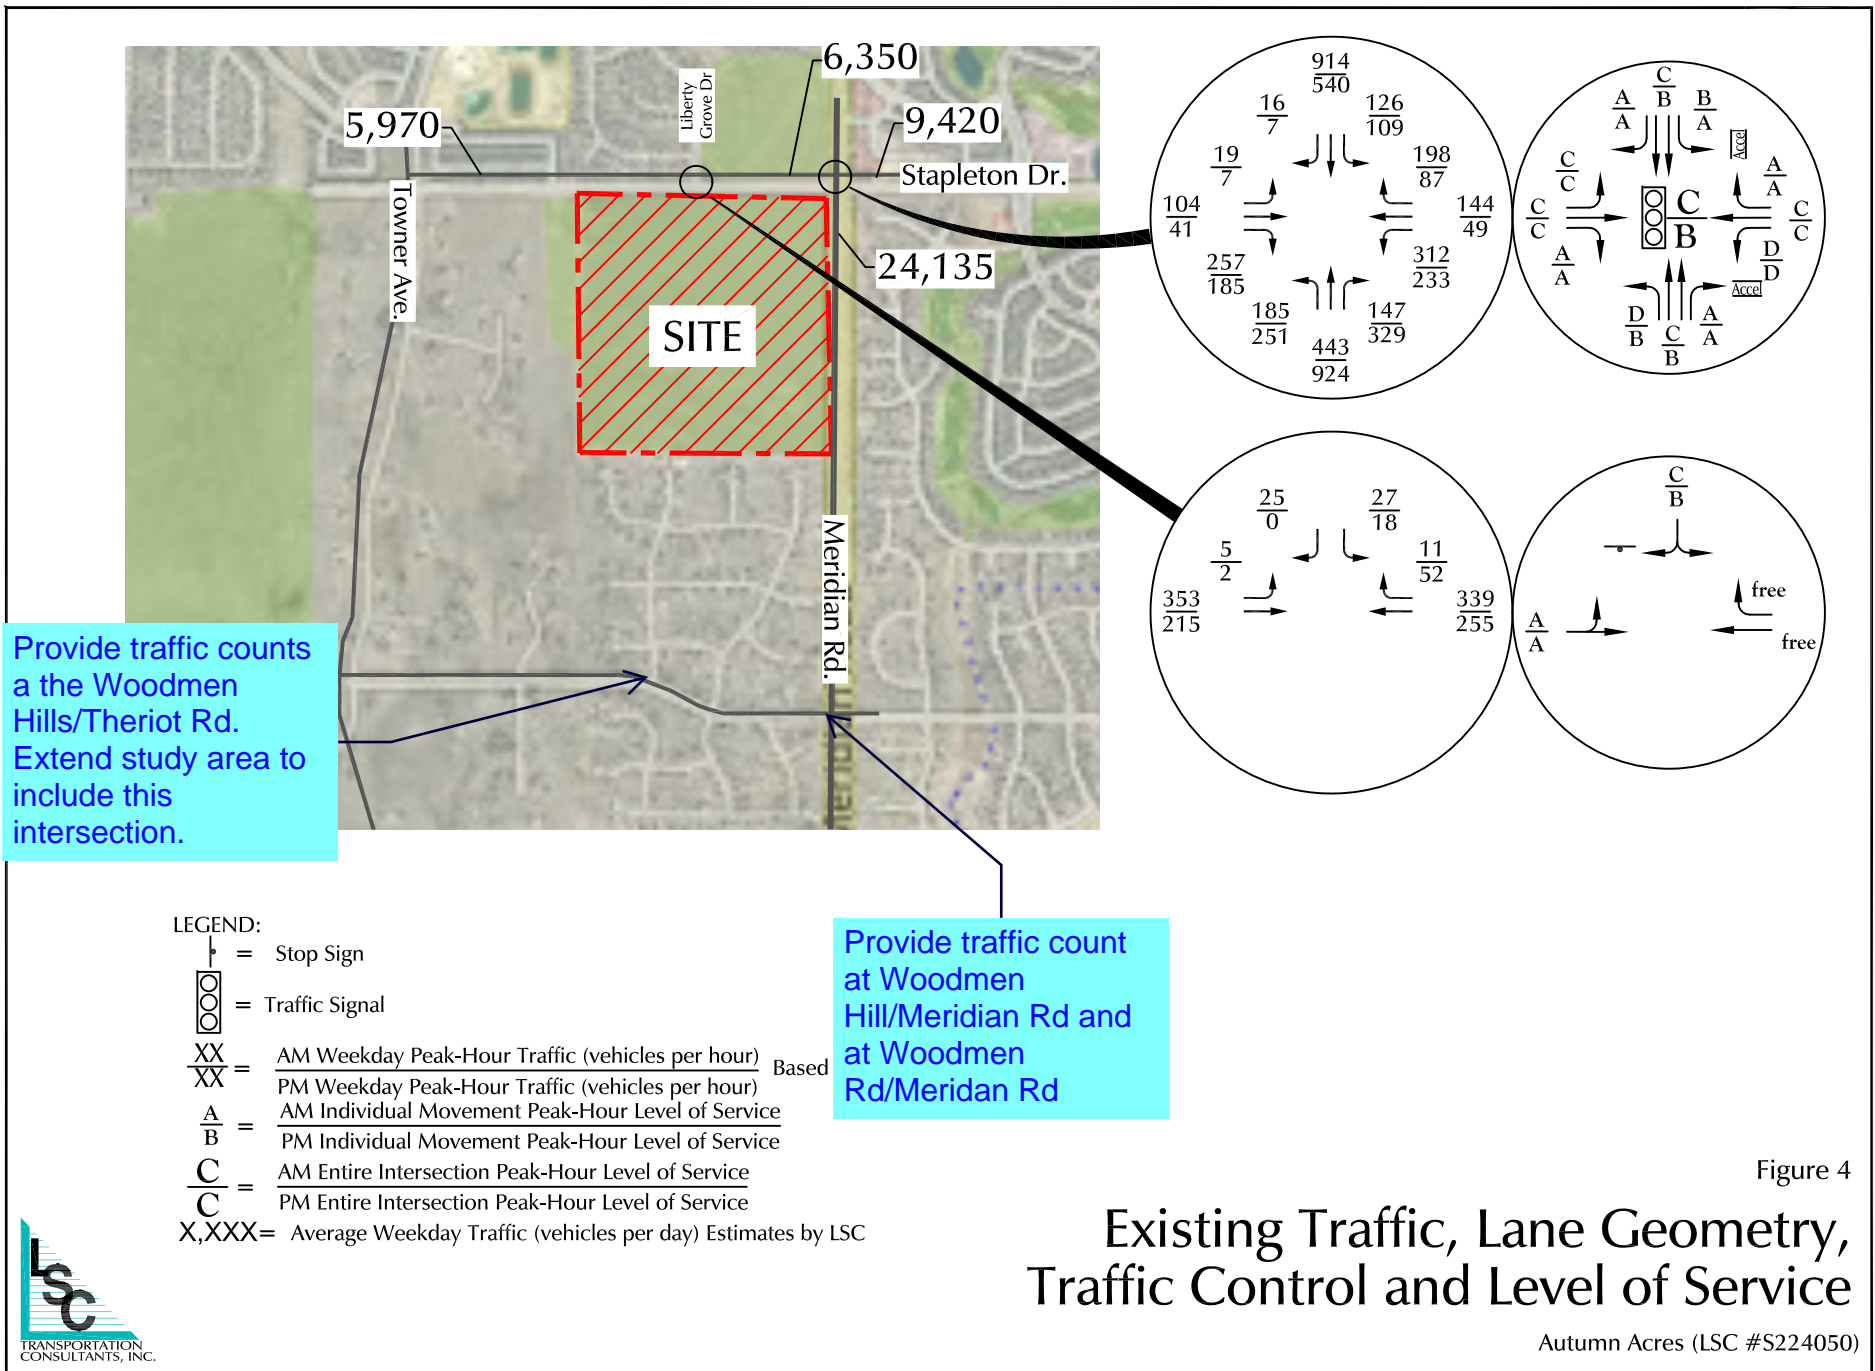 6,350
5,970
Liberty
Grove Dr
9,420
Stapleton Dr.
Towner Ave.
24,135
SITE
Meridian Rd.
Meridian
914
540
16
7
126
109
19
7
198
87
104
41
144
49
257
185
312
233
185
251
147
329
443
924
C
B
A
A
B
A
Accel
C
C
A
A
C
C
C
B
C
C
A
A
D
D
Accel
D
B
C
B
A
A
25
0
27
18
5
2
11
52
353
215
339
255
C
B
free
A
A
free
Provide traffic counts
a the Woodmen
Hills/Theriot Rd.
Extend study area to
include this
intersection.
Provide traffic count
at Woodmen
Hill/Meridian Rd and
at Woodmen
Rd/Meridan Rd
LEGEND:
= Stop Sign
= Traffic Signal
XX
XX = AM Weekday Peak-Hour Traffic (vehicles per hour)
PM Weekday Peak-Hour Traffic (vehicles per hour) Based
A
B = AM Individual Movement Peak-Hour Level of Service
PM Individual Movement Peak-Hour Level of Service
C
C = AM Entire Intersection Peak-Hour Level of Service
PM Entire Intersection Peak-Hour Level of Service
X,XXX= Average Weekday Traffic (vehicles per day) Estimates by LSC
Figure 4
Existing Traffic, Lane Geometry,
Traffic Control and Level of Service
Autumn Acres (LSC #S224050)
LSC
TRANSPORTATION
CONSULTANTS, INC.